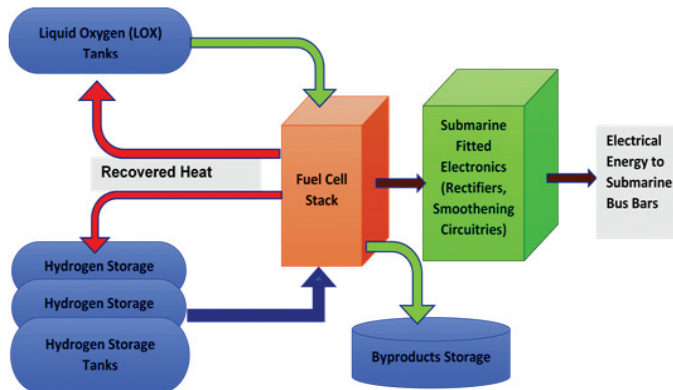 Liquid Oxygen (LOX)
Tanks
Recovered Heat
Hydrogen Storage
Hydrogen Storage
Hydrogen Storage
Tanks
Fuel Cell
Stack
Submarine
Fitted
Electronics
(Rectifiers,
Smoothening
Circuitries)
Electrical
Energy to
Submarine
Bus Bars
Byproducts Storage